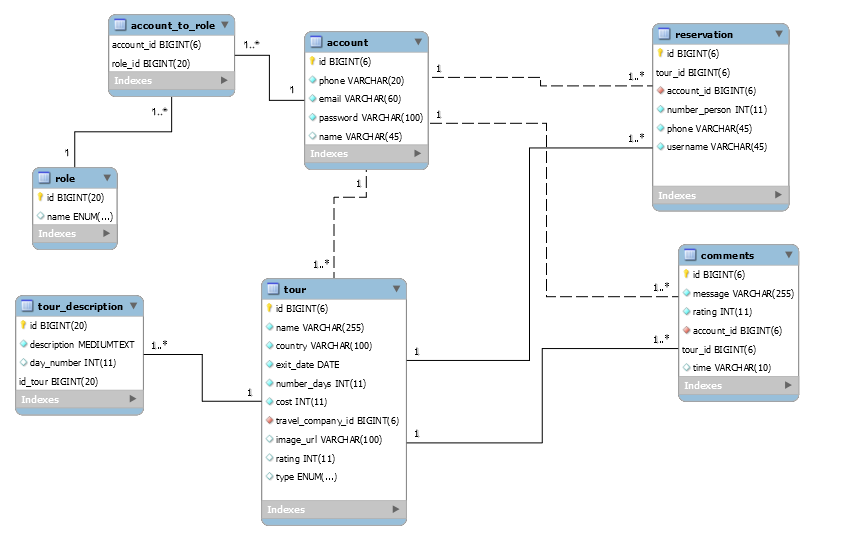 account_to_role
account_id BIGINT(6)
role_id BIGINT(20)
Indexes
1..*
1..*
1
1
role
id BIGINT(20)
name ENUM(...)
Indexes
account
id BIGINT(6)
phone VARCHAR(20)
email VARCHAR(60)
password VARCHAR(100)
name VARCHAR(45)
Indexes
1
1
1
1..*
1..*
1..*
reservation
id BIGINT(6)
tour_id BIGINT(6)
account_id BIGINT(6)
number_person INT(11)
phone VARCHAR(45)
username VARCHAR(45)
Indexes
tour_description
id BIGINT(20)
description MEDIUMTEXT
day_number INT(11)
id_tour BIGINT(20)
Indexes
1..*
1
tour
id BIGINT(6)
name VARCHAR(255)
country VARCHAR(100)
exit_date DATE
number_days INT(11)
cost INT(11)
travel_company_id BIGINT(6)
image_url VARCHAR(100)
rating INT(11)
type ENUM(...)
Indexes
1
1
1..*
1..*
comments
id BIGINT(6)
message VARCHAR(255)
rating INT(11)
account_id BIGINT(6)
tour_id BIGINT(6)
time VARCHAR(10)
Indexes